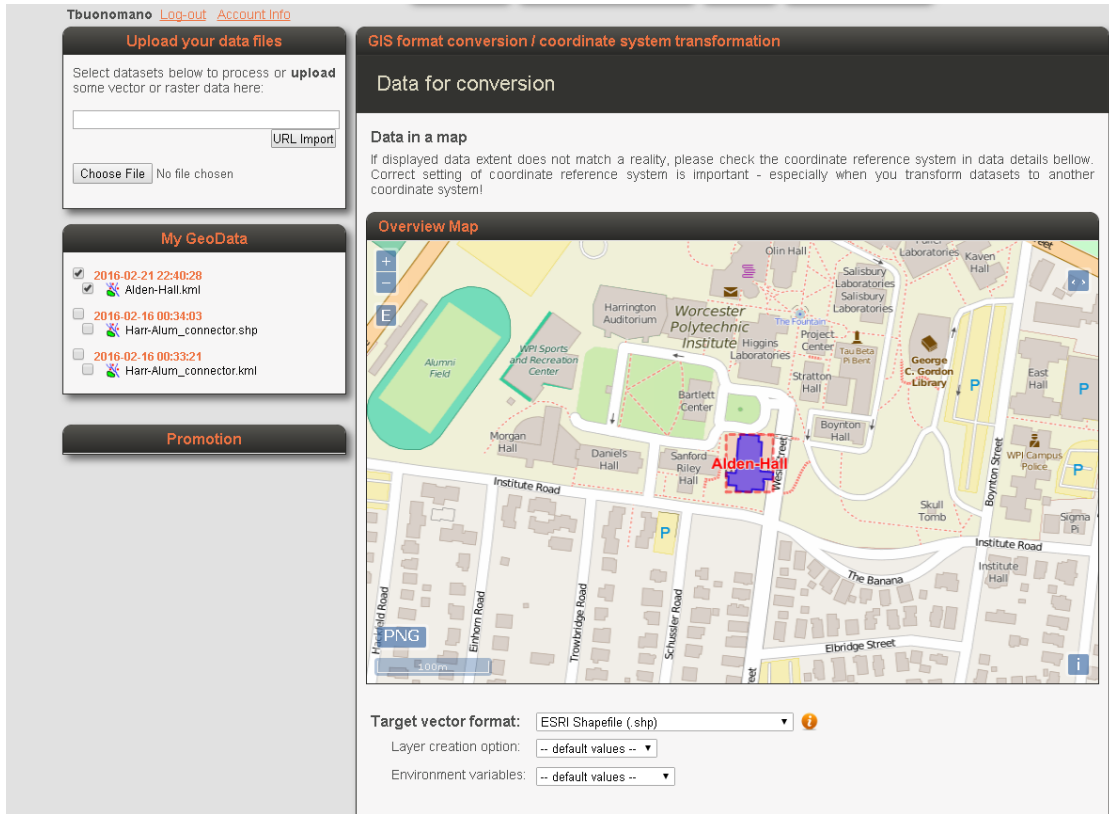 Tbuonomano Log-out Account Info
Upload your data files
Select datasets below to process or upload
some vector or raster data here:
URL Import
Choose File No file chosen
My GeoData
2016-02-21 22:40:28
Alden-Hall.kml
2016-02-16 00:34:03
Harr-Alum_connector.shp
2016-02-16 00:33:21
Harr-Alum_connector.kml
Promotion
GIS format conversion / coordinate system transformation
Data for conversion
Data in a map
If displayed data extent does not match a reality, please check the coordinate reference system in data details bellow.
Correct setting of coordinate reference system is important - especially when you transform datasets to another
coordinate system!
Overview Map
+
−
E
Olin Hall
Laboratories
Kaven
Hall
Salisbury
Laboratories
Salisbury
Laboratories
Harrington
Auditorium
Worcester
Polytechnic
Institute
The Fountain
Higgins
Laboratories
Project
Center
Tau Beta
Pi Bent
George
C. Gordon
Library
WPI Sports
and Recreation
Center
Alumni
Field
Stratton
Hall
East
Hall
P
P
Bartlett
Center
Boynton
Hall
Morgan
Hall
Daniels
Hall
Sanford
Riley
Hall
Alden-Hall
WPI Campus
Police
P
Boynton Street
Institute Road
Skull
Tomb
Sigma
Pi
P
Institute Road
Institute
Hall
The Banana
Einhorn Road
Trowbridge Road
Schussler Road
Elbridge Street
PNG
100m
i
Target vector format: ESRI Shapefile (.shp)
Layer creation option: -- default values --
Environment variables: -- default values --